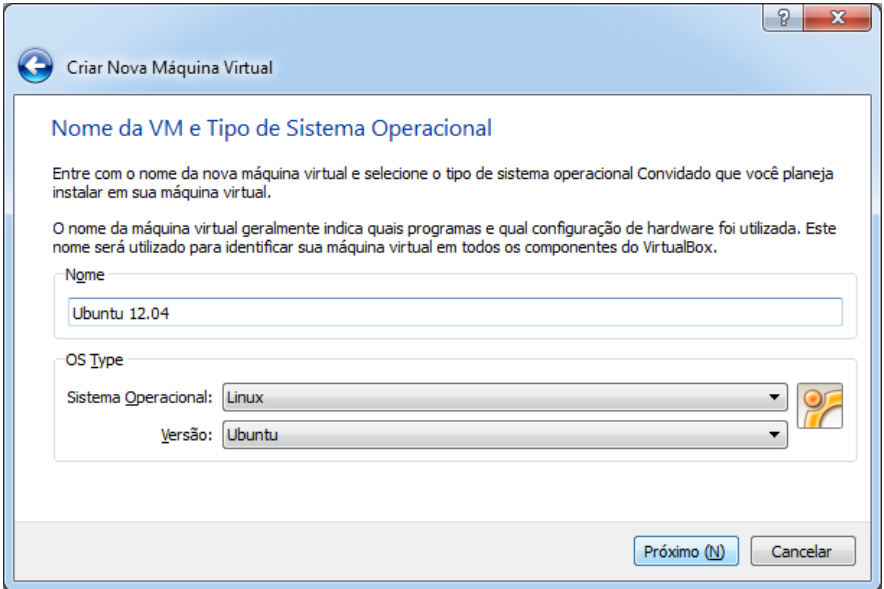 Criar Nova Máquina Virtual
Nome da VM e Tipo de Sistema Operacional
Entre com o nome da nova máquina virtual e selecione o tipo de sistema operacional Convidado que você planeja
instalar em sua máquina virtual.
O nome da máquina virtual geralmente indica quais programas e qual configuração de hardware foi utilizada. Este
nome será utilizado para identificar sua máquina virtual em todos os componentes do VirtualBox.
Nome
Ubuntu 12.04
OS Type
Sistema Operacional: Linux
Versão: Ubuntu
Próximo (N) Cancelar